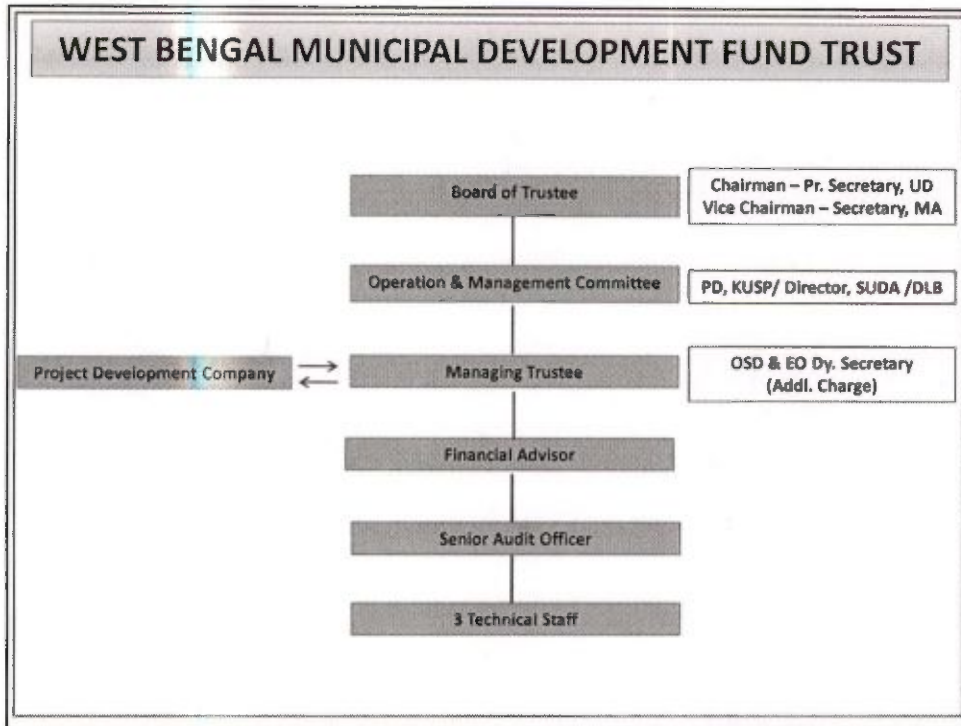 WEST BENGAL MUNICIPAL DEVELOPMENT FUND TRUST
Board of Trustee
Chairman – Pr. Secretary, UD
Vice Chairman – Secretary, MA
Operation & Management Committee
PD, KUSP/ Director, SUDA /DLB
Project Development Company
Managing Trustee
OSD & EO Dy. Secretary
(Addl. Charge)
Financial Advisor
Senior Audit Officer
3 Technical Staff